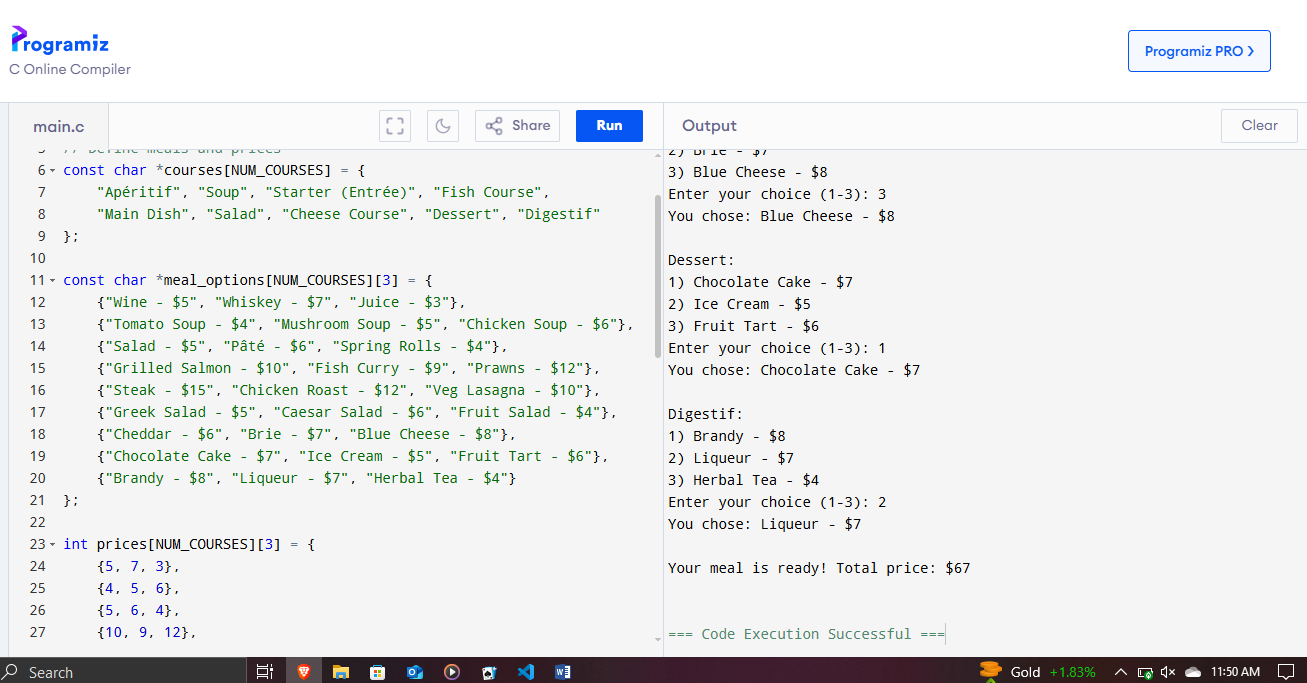 Programiz
C Online Compiler
Programiz PRO >
main.c
Share
Run
Output
Clear
5 // Define meals and prices
6 const char *courses[NUM_COURSES] = {
7 "Apéritif", "Soup", "Starter (Entrée)", "Fish Course",
8 "Main Dish", "Salad", "Cheese Course", "Dessert", "Digestif"
9 };
10
11 const char *meal_options[NUM_COURSES][3] = {
12 {"Wine - $5", "Whiskey - $7", "Juice - $3"},
13 {"Tomato Soup - $4", "Mushroom Soup - $5", "Chicken Soup - $6"},
14 {"Salad - $5", "Pâté - $6", "Spring Rolls - $4"},
15 {"Grilled Salmon - $10", "Fish Curry - $9", "Prawns - $12"},
16 {"Steak - $15", "Chicken Roast - $12", "Veg Lasagna - $10"},
17 {"Greek Salad - $5", "Caesar Salad - $6", "Fruit Salad - $4"},
18 {"Cheddar - $6", "Brie - $7", "Blue Cheese - $8"},
19 {"Chocolate Cake - $7", "Ice Cream - $5", "Fruit Tart - $6"},
20 {"Brandy - $8", "Liqueur - $7", "Herbal Tea - $4"}
21 };
22
23 int prices[NUM_COURSES][3] = {
24 {5, 7, 3},
25 {4, 5, 6},
26 {5, 6, 4},
27 {10, 9, 12},
2) Brie - $7
3) Blue Cheese - $8
Enter your choice (1-3): 3
You chose: Blue Cheese - $8
Dessert:
1) Chocolate Cake - $7
2) Ice Cream - $5
3) Fruit Tart - $6
Enter your choice (1-3): 1
You chose: Chocolate Cake - $7
Digestif:
1) Brandy - $8
2) Liqueur - $7
3) Herbal Tea - $4
Enter your choice (1-3): 2
You chose: Liqueur - $7
Your meal is ready! Total price: $67
=== Code Execution Successful ===
Search
Gold +1.83%
11:50 AM